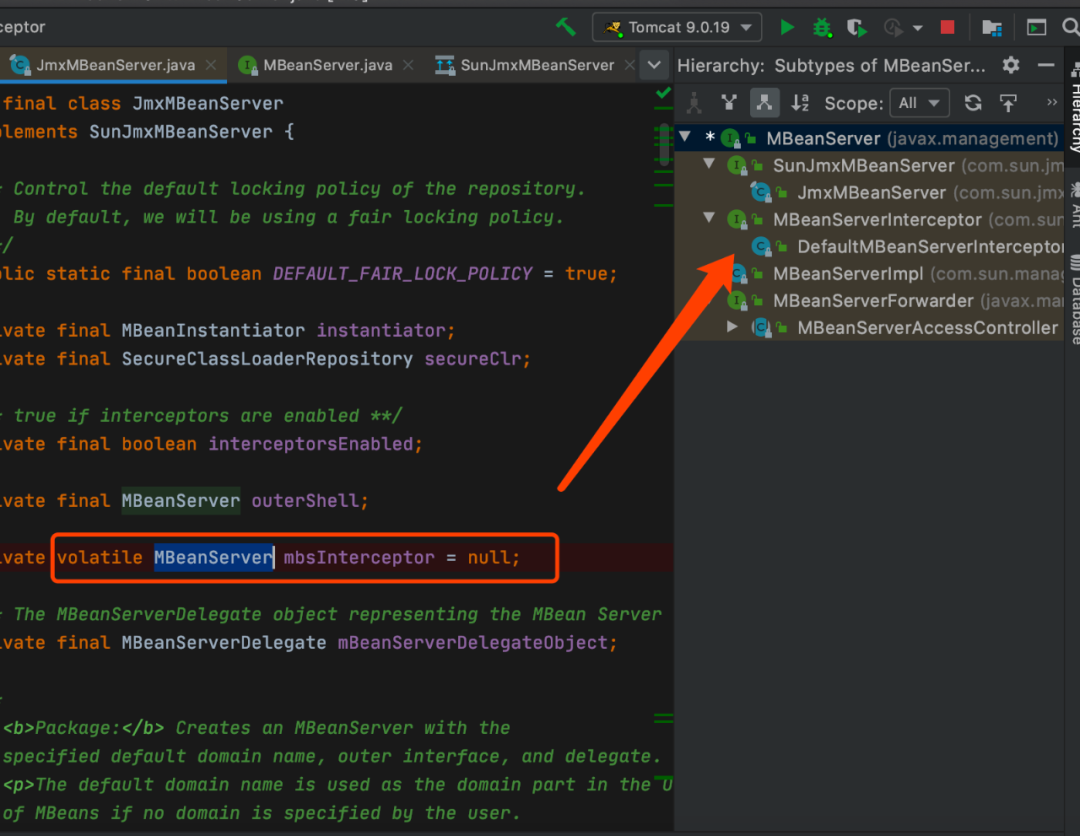 ceptor
Tomcat 9.0.19
JmxMBeanServer.java
MBeanServer.java
SunJmxMBeanServer
Hierarchy: Subtypes of MBeanSer...
Scope: All
final class JmxMBeanServer
plements SunJmxMBeanServer {
Control the default locking policy of the repository.
By default, we will be using a fair locking policy.
*/
blic static final boolean DEFAULT_FAIR_LOCK_POLICY = true;
vate final MBeanInstantiator instantiator;
vate final SecureClassLoaderRepository secureClr;
true if interceptors are enabled **/
vate final boolean interceptorsEnabled;
vate final MBeanServer outerShell;
vate volatile MBeanServer mbsInterceptor = null;
The MBeanServerDelegate object representing the MBean Server
vate final MBeanServerDelegate mBeanServerDelegateObject;
<b>Package:</b> Creates an MBeanServer with the
specified default domain name, outer interface, and delegate.
<p>The default domain name is used as the domain part in the O
of MBeans if no domain is specified by the user.
* MBeanServer (javax.management)
SunJmxMBeanServer (com.sun.jm
JmxMBeanServer (com.sun.jmx
MBeanServerInterceptor (com.sun
DefaultMBeanServerInterceptor
MBeanServerImpl (com.sun.mana
MBeanServerForwarder (javax.ma
MBeanServerAccessController
Hierarchy
Ant
Database